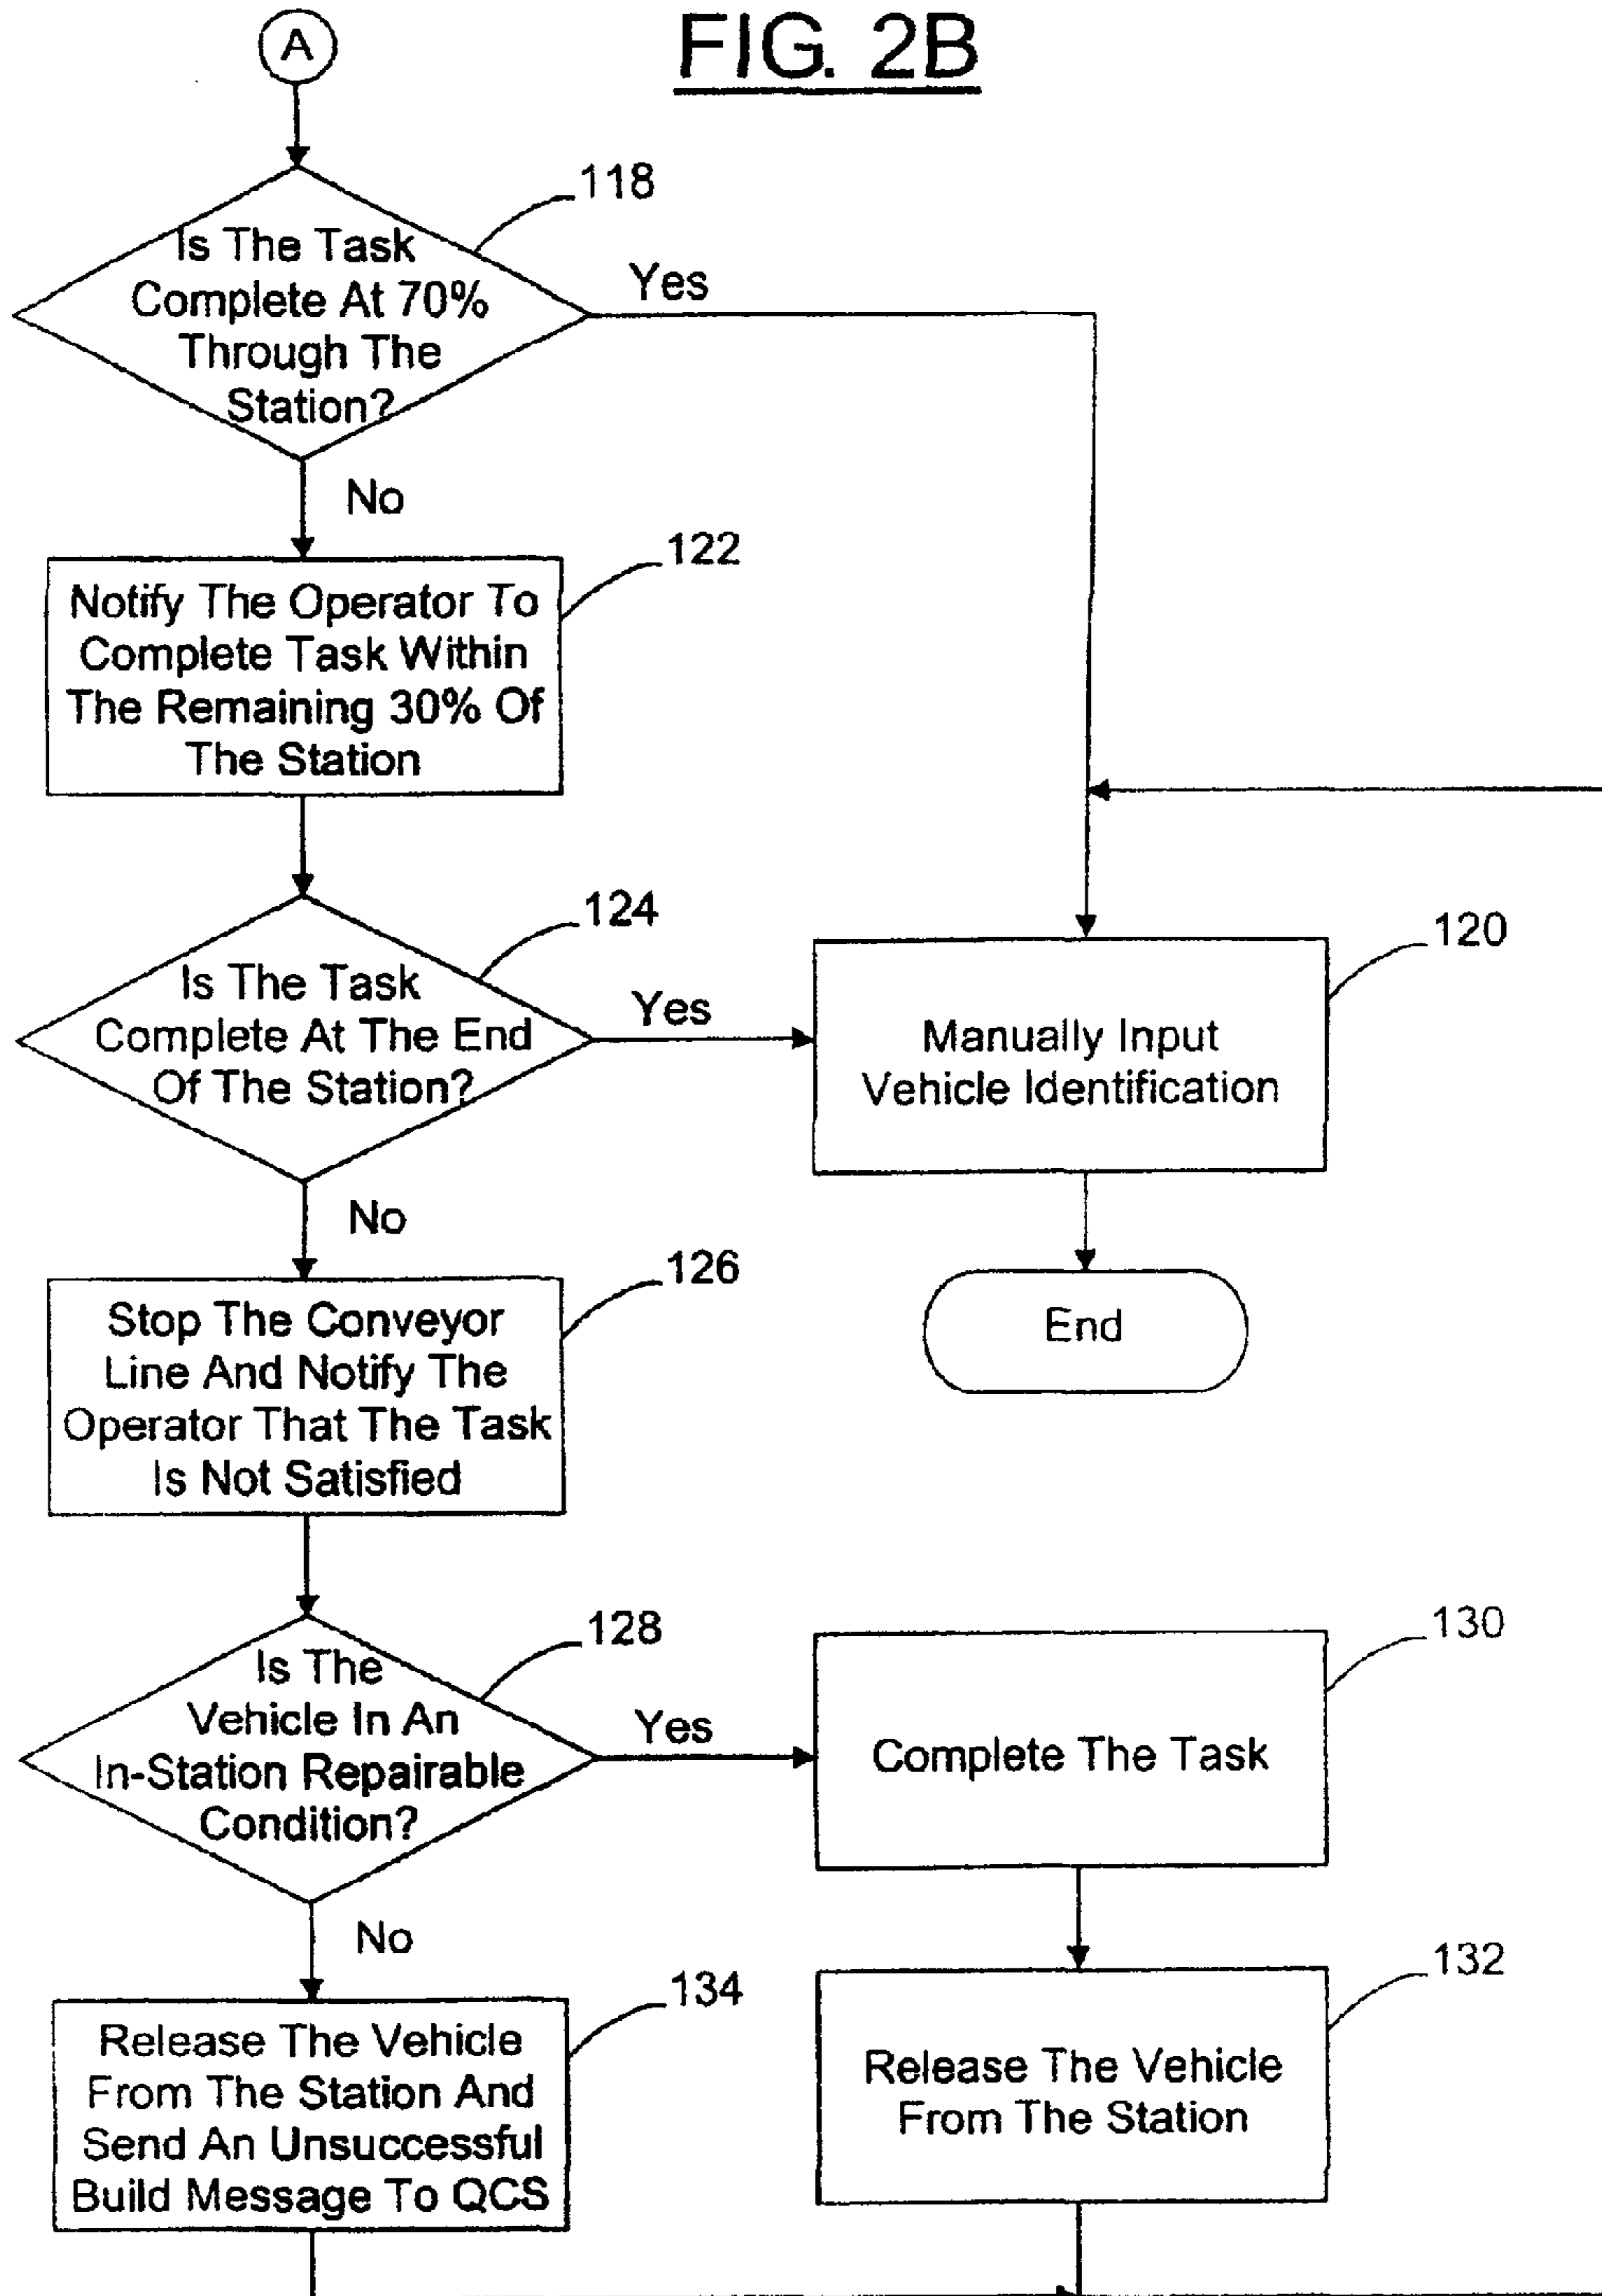 FIG. 2B
A
118
Is The Task
Complete At 70%
Through The
Station?
Yes
No
122
Notify The Operator To
Complete Task Within
The Remaining 30% Of
The Station
124
Is The Task
Complete At The End
Of The Station?
Yes
120
Manually Input
Vehicle Identification
No
End
126
Stop The Conveyor
Line And Notify The
Operator That The Task
Is Not Satisfied
128
Is The
Vehicle In An
In-Station Repairable
Condition?
Yes
130
Complete The Task
No
132
Release The Vehicle
From The Station
134
Release The Vehicle
From The Station And
Send An Unsuccessful
Build Message To QCS